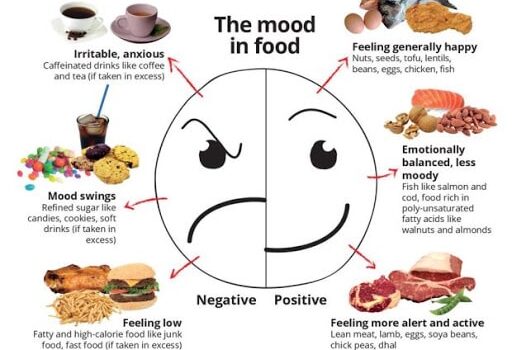 The mood
in food
Irritable, anxious
Caffeinated drinks like coffee
and tea (if taken in excess)
Mood swings
Refined sugar like
candies, cookies, soft
drinks (if taken in
excess)
Feeling low
Fatty and high-calorie food like junk
food, fast food (if taken in excess)
Negative
Positive
Feeling generally happy
Nuts, seeds, tofu, lentils,
beans, eggs, chicken, fish
Emotionally
balanced, less
moody
Fish like salmon and
cod, food rich in
poly-unsaturated
fatty acids like
walnuts and almonds
Feeling more alert and active
Lean meat, lamb, eggs, soya beans,
chick peas, dhal